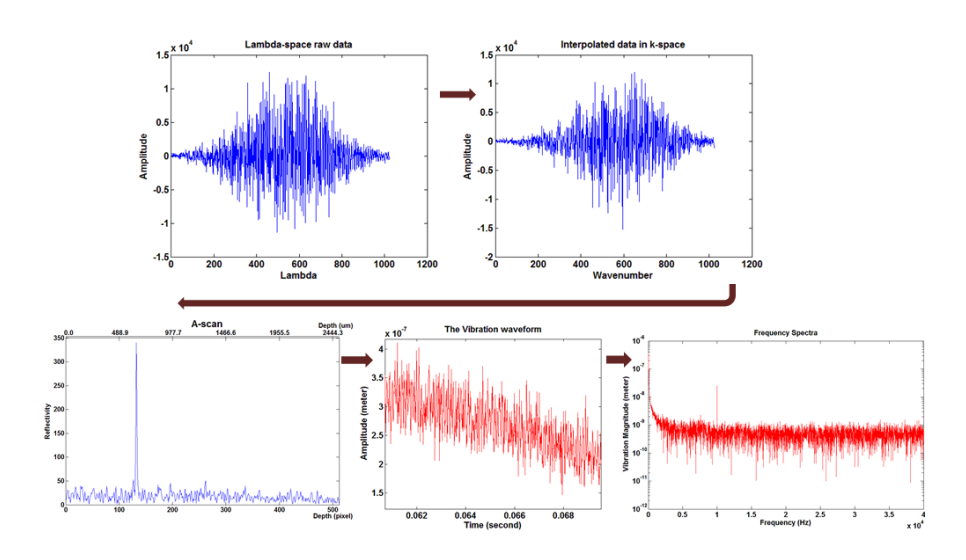 Lambda-space raw data
x 10^4
1.5
1
0.5
0
-0.5
-1
-1.5
Amplitude
0 200 400 600 800 1000 1200
Lambda
Interpolated data in k-space
x 10^4
1.5
1
0.5
0
-0.5
-1
-1.5
-2
Amplitude
0 200 400 600 800 1000 1200
Wavenumber
A-scan
Depth (um)
0.0 488.9 977.7 1466.6 1955.5 2444.3
350
300
250
200
150
100
50
0
Reflectivity
0 100 200 300 400 500
Depth (pixel)
The Vibration waveform
x 10^-7
4
3.5
3
2.5
2
1.5
Amplitude (meter)
0.062 0.064 0.066 0.068
Time (second)
Frequency Spectra
10^-6
10^-7
10^-8
10^-9
10^-10
10^-11
10^-12
Vibration Magnitude (meter)
0 0.5 1 1.5 2 2.5 3 3.5 4
x 10^4
Frequency (Hz)